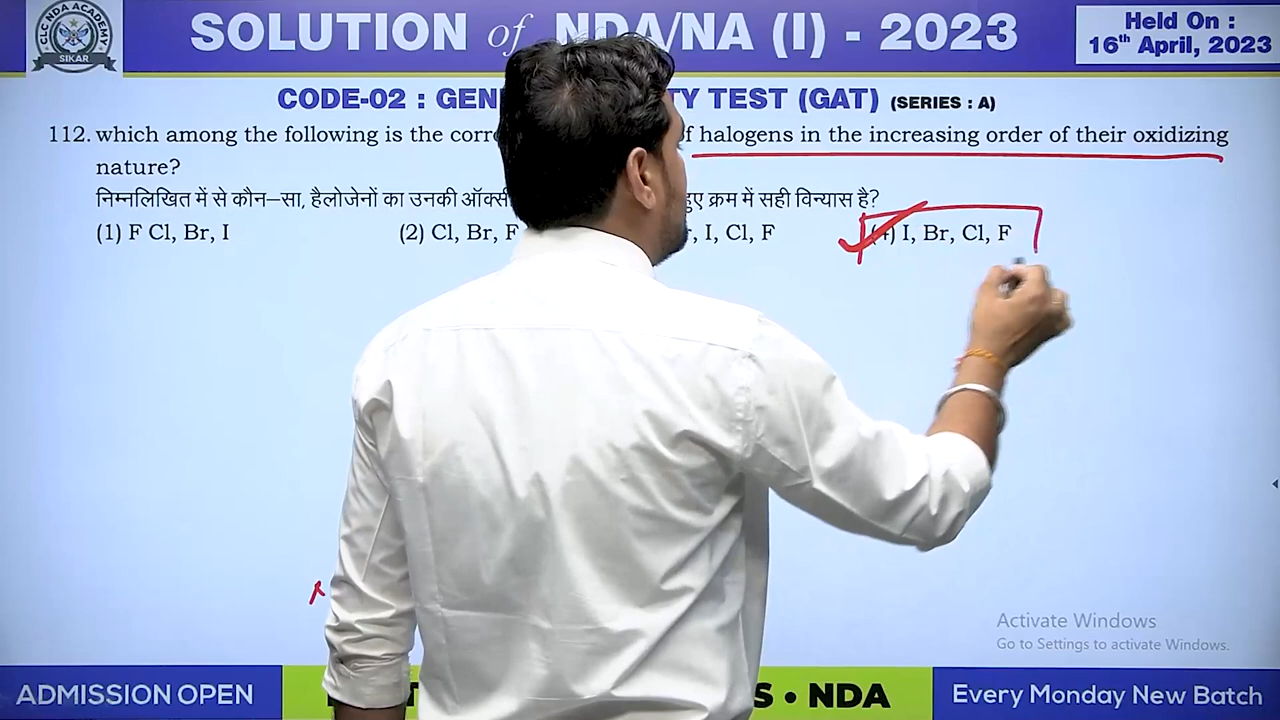 CLC NDA ACADEMY
SIKAR
SOLUTION of NDA/NA (I) - 2023
Held On :
16th April, 2023
CODE-02 : GEN TY TEST (GAT) (SERIES : A)
112. which among the following is the corre f halogens in the increasing order of their oxidizing
nature?
निम्नलिखित में से कौन–सा, हैलोजेनों का उनकी ऑक्सी हुए क्रम में सही विन्यास है?
(1) F Cl, Br, I (2) Cl, Br, F r, I, Cl, F (4) I, Br, Cl, F
Activate Windows
Go to Settings to activate Windows.
ADMISSION OPEN S • NDA Every Monday New Batch